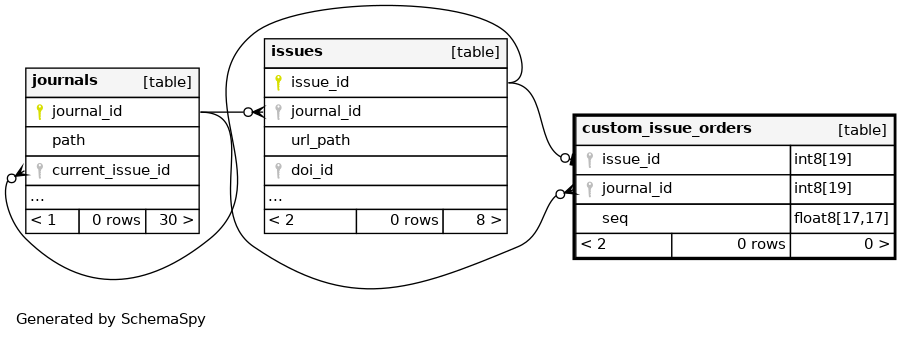 journals [table]
journal_id
path
current_issue_id
...
< 1 0 rows 30 >
issues [table]
issue_id
journal_id
url_path
doi_id
...
< 2 0 rows 8 >
custom_issue_orders [table]
issue_id int8[19]
journal_id int8[19]
seq float8[17,17]
< 2 0 rows 0 >
Generated by SchemaSpy